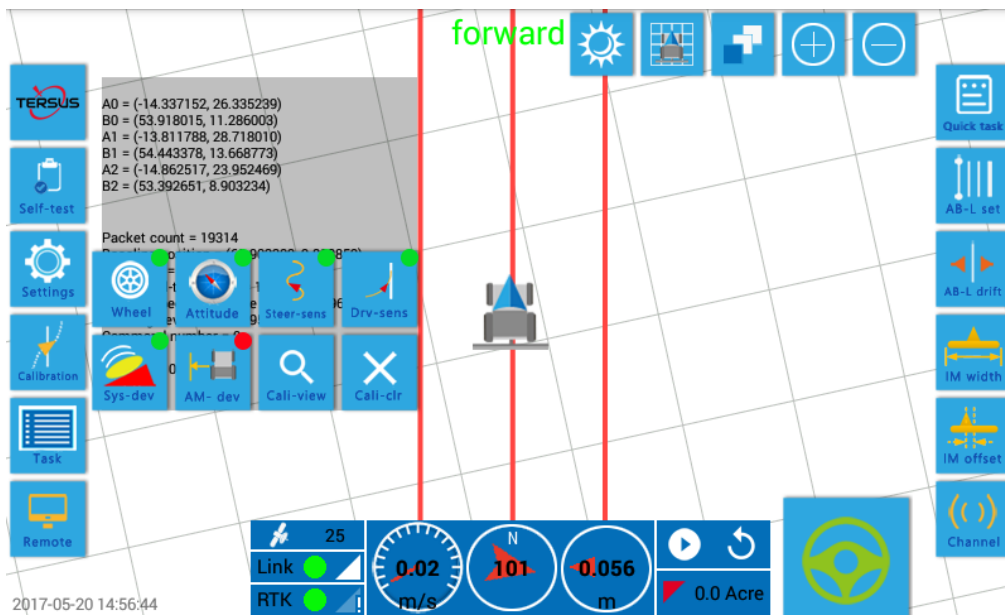 forward
TERSUS
Self-test
Settings
Calibration
Task
Remote
A0 = (-14.337152, 26.335239)
B0 = (53.918015, 11.286003)
A1 = (-13.811788, 28.718010)
B1 = (54.443378, 13.668773)
A2 = (-14.862517, 23.952469)
B2 = (53.392651, 8.903234)
Packet count = 19314
Wheel
Attitude
Steer-sens
Drv-sens
Sys-dev
AM- dev
Cali-view
Cali-clr
Quick task
AB-L set
AB-L drift
IM width
IM offset
Channel
25
Link
RTK
0.02
m/s
N
101
0.056
m
0.0 Acre
2017-05-20 14:56:44